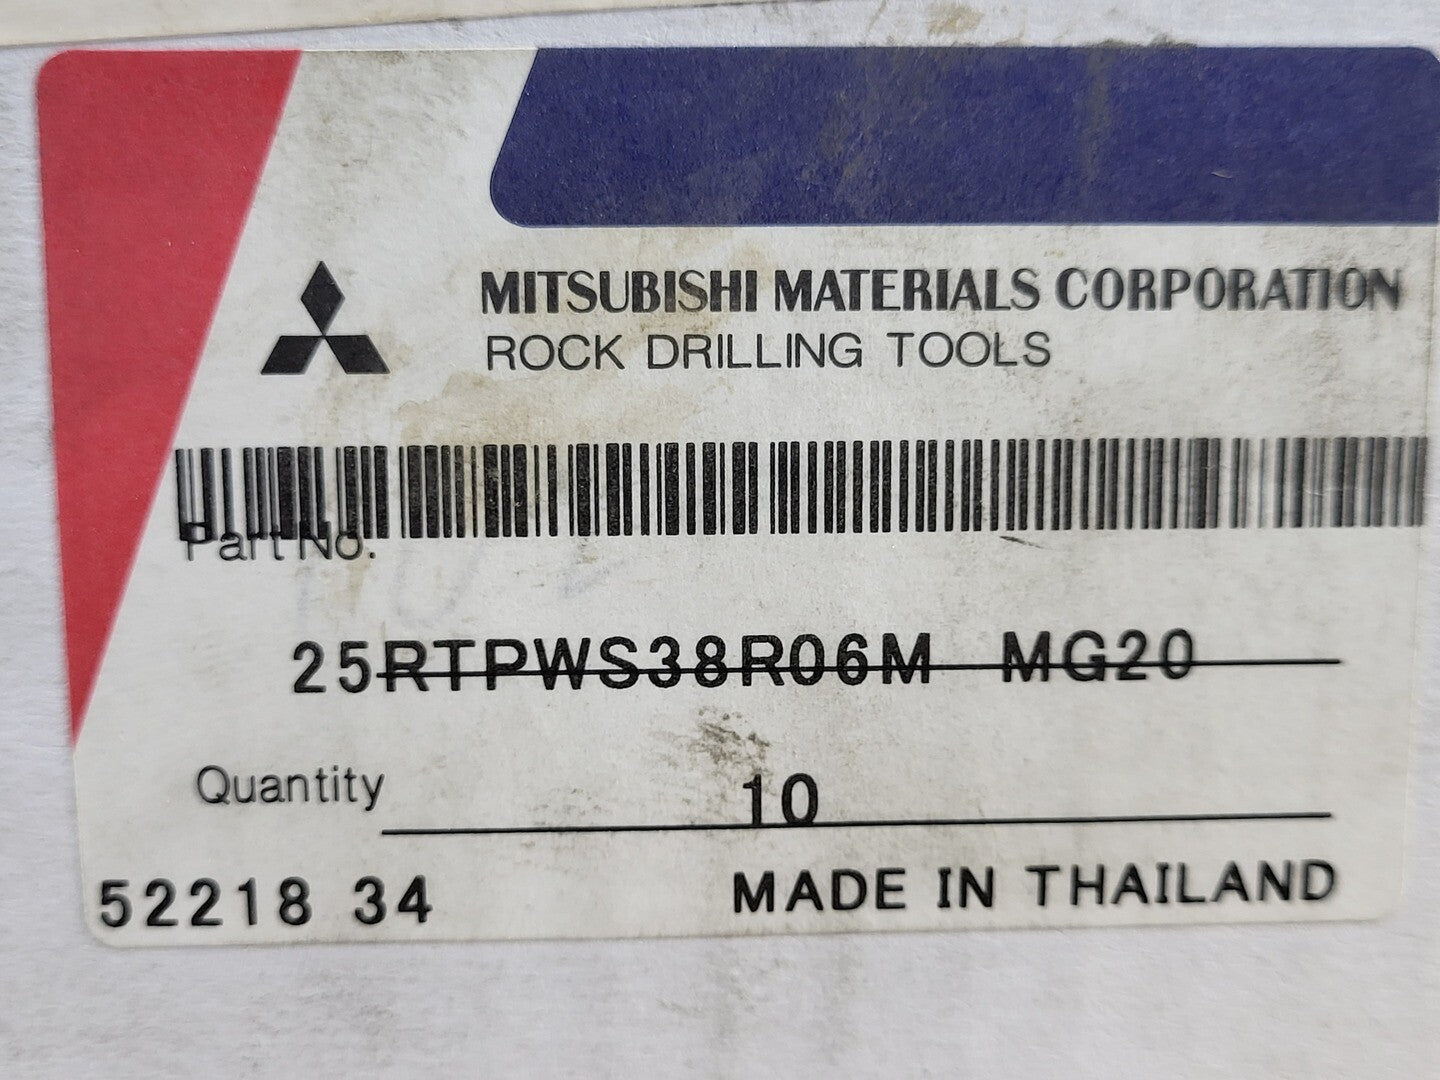 MITSUBISHI MATERIALS CORPORATION
ROCK DRILLING TOOLS
Part No.
25RTPWS38R06M MG20
Quantity 10
52218 34 MADE IN THAILAND